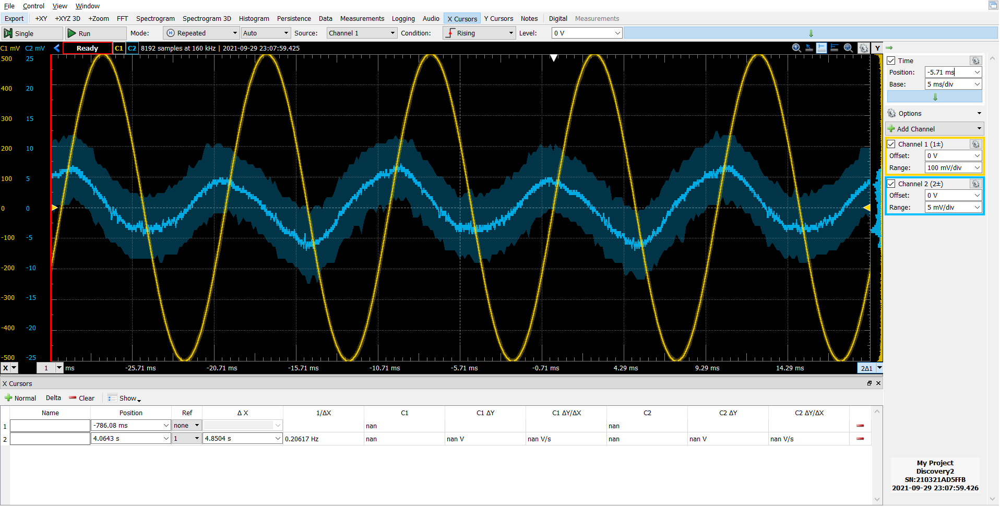 File Control View Window
Export +XY +XYZ 3D +Zoom FFT Spectrogram Spectrogram 3D Histogram Persistence Data Measurements Logging Audio X Cursors Y Cursors Notes Digital Measurements
Single Run Mode: Repeated Auto Source: Channel 1 Condition: Rising Level: 0 V
C1 mV C2 mV Ready C1 C2 8192 samples at 160 kHz | 2021-09-29 23:07:59.425 Y
500 25
400 20
300 15
200 10
100 5
0 0
-100 -5
-200 -10
-300 -15
-400 -20
-500 -25
X 1 ms -25.71 ms -20.71 ms -15.71 ms -10.71 ms -5.71 ms -0.71 ms 4.29 ms 9.29 ms 14.29 ms 2Δ1
Time
Position: -5.71 ms
Base: 5 ms/div
Options
Add Channel
Channel 1 (1±)
Offset: 0 V
Range: 100 mV/div
Channel 2 (2±)
Offset: 0 V
Range: 5 mV/div
X Cursors
Normal Delta Clear Show
Name Position Ref Δ X 1/ΔX C1 C1 ΔY C1 ΔY/ΔX C2 C2 ΔY C2 ΔY/ΔX
1 -786.08 ms none nan nan
2 4.0643 s 1 4.8504 s 0.20617 Hz nan nan V nan V/s nan nan V nan V/s
My Project
Discovery2
SN:210321AD5FFB
2021-09-29 23:07:59.426